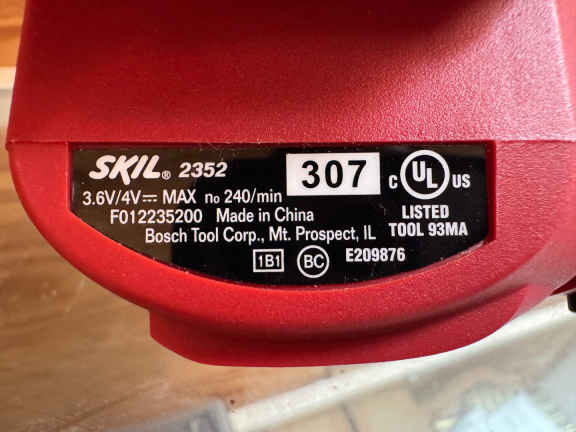 SKIL® 2352
307
3.6V/4V⎓ MAX no 240/min
F012235200 Made in China
Bosch Tool Corp., Mt. Prospect, IL
C UL US
LISTED
TOOL 93MA
1B1 BC E209876